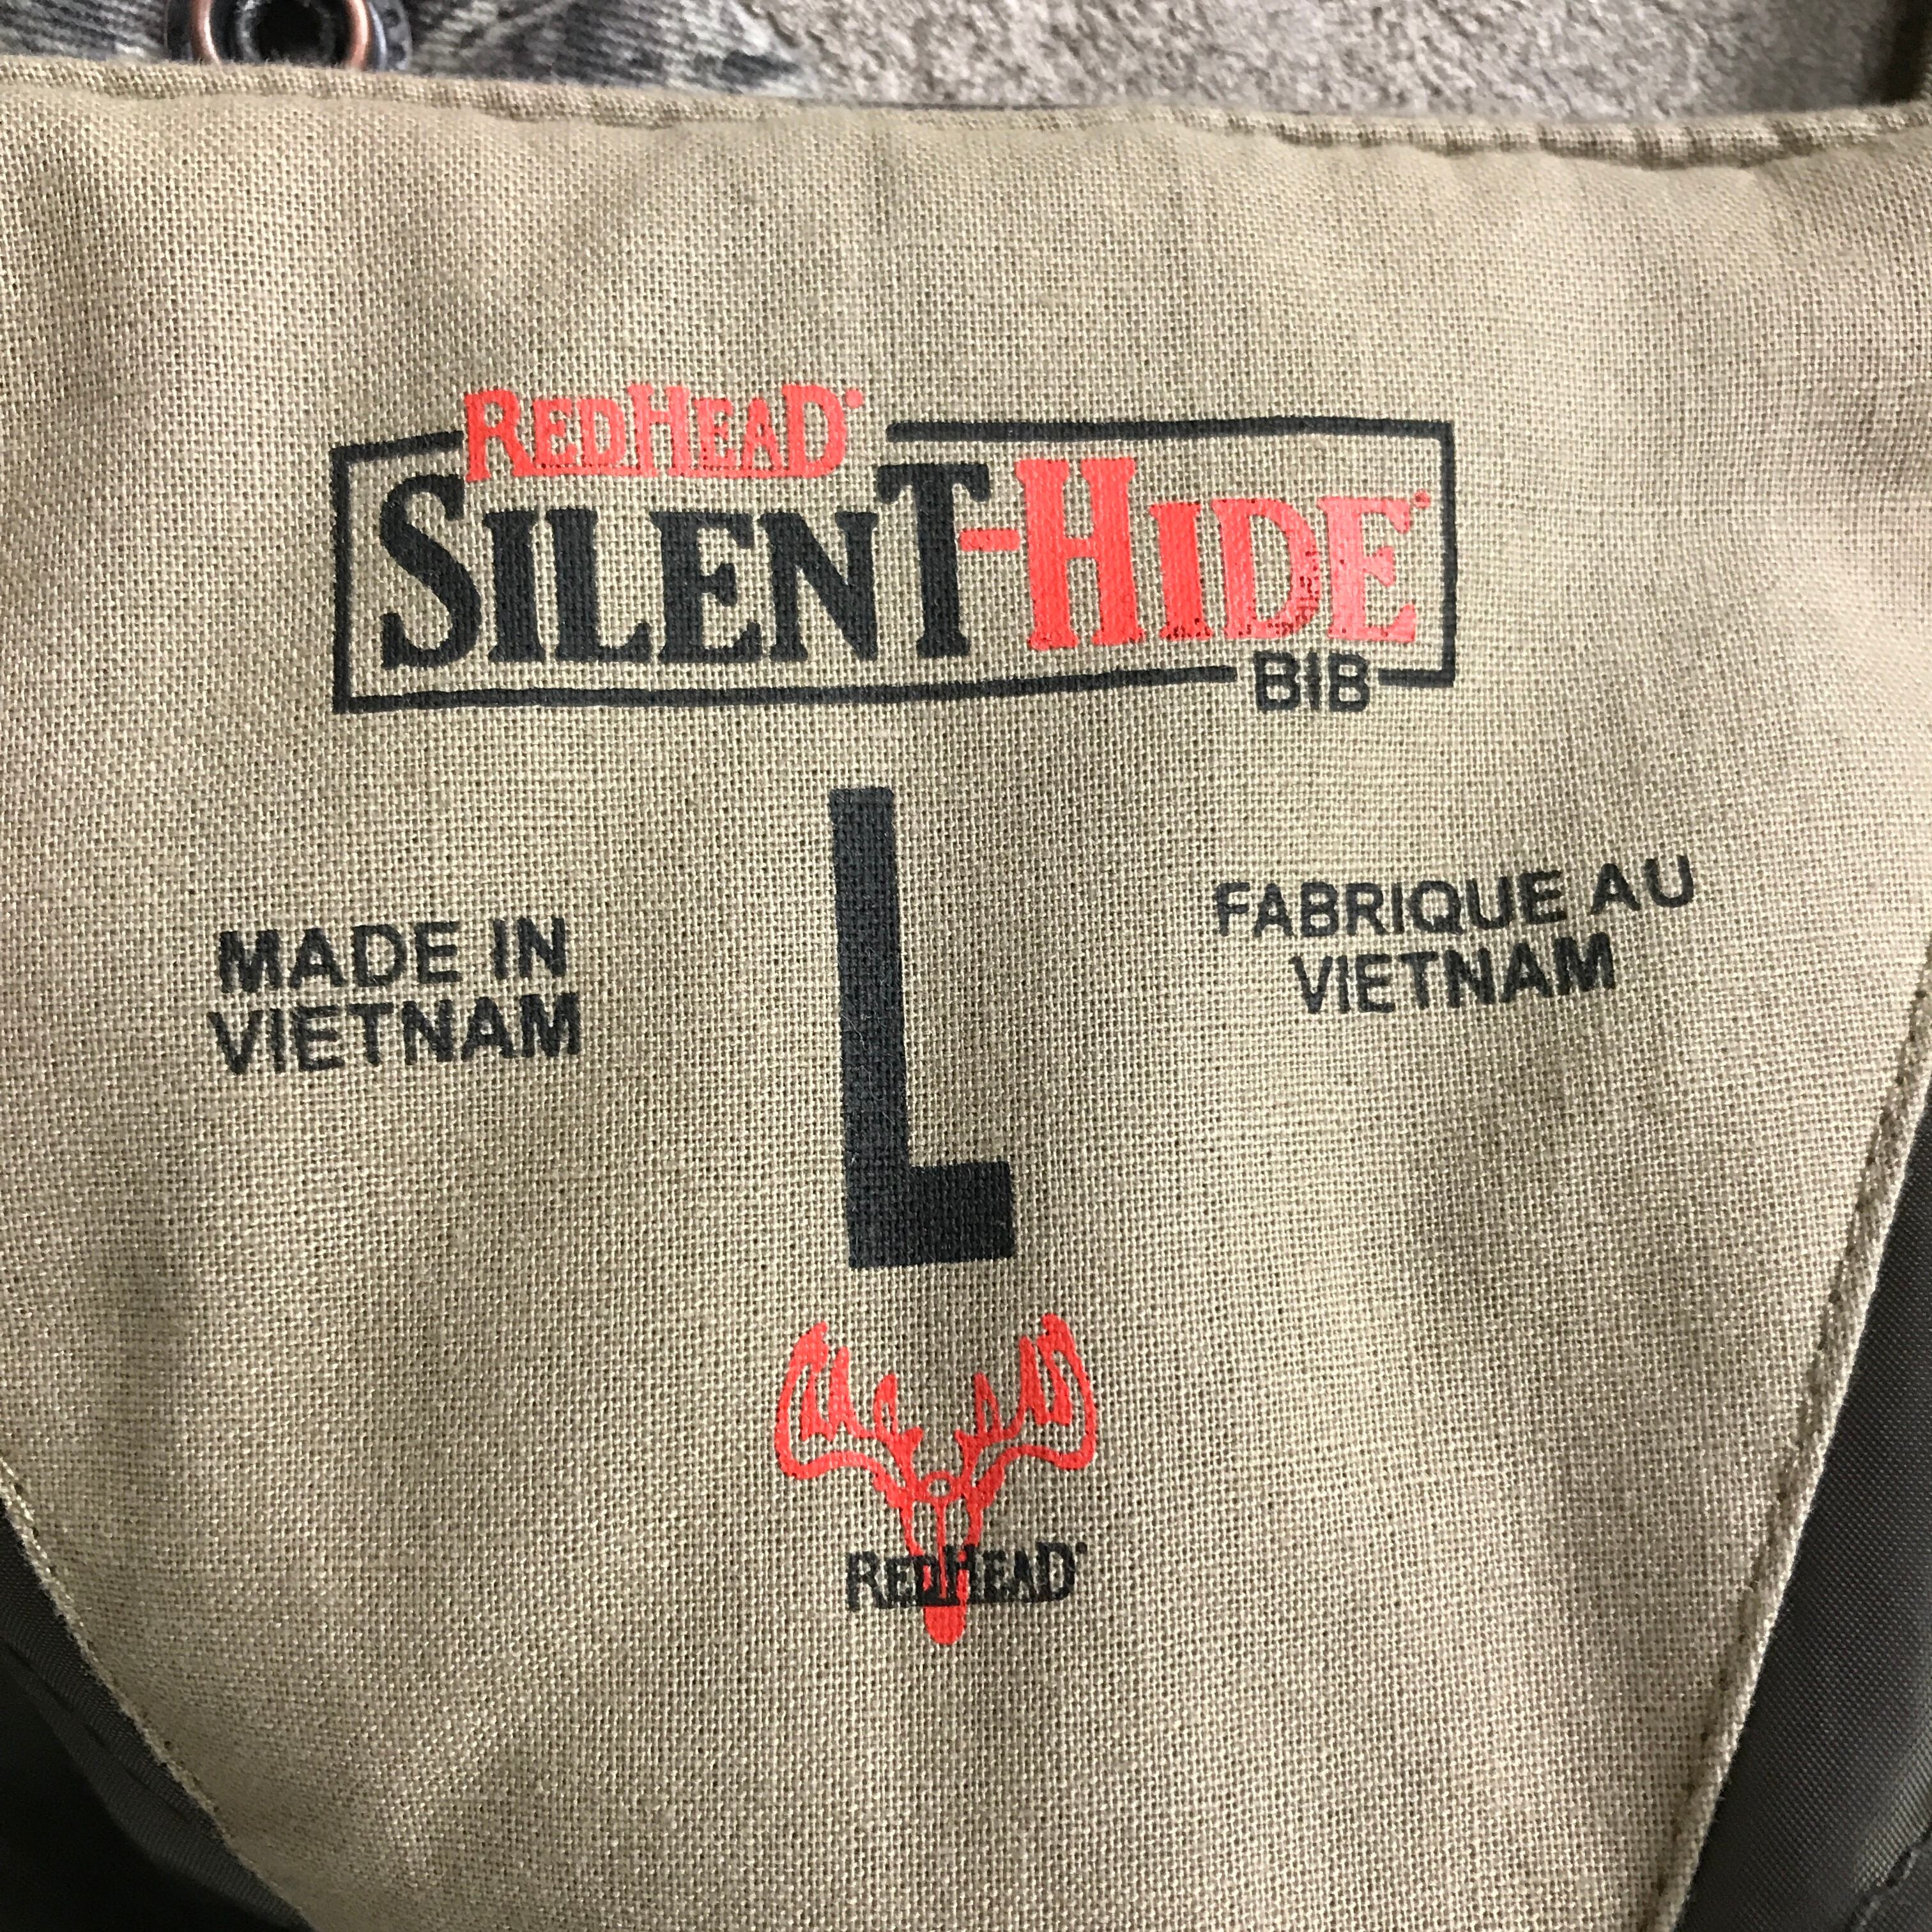 REDHEAD®
SILENT-HIDE®
BIB
L
MADE IN
VIETNAM
FABRIQUE AU
VIETNAM
REDHEAD®